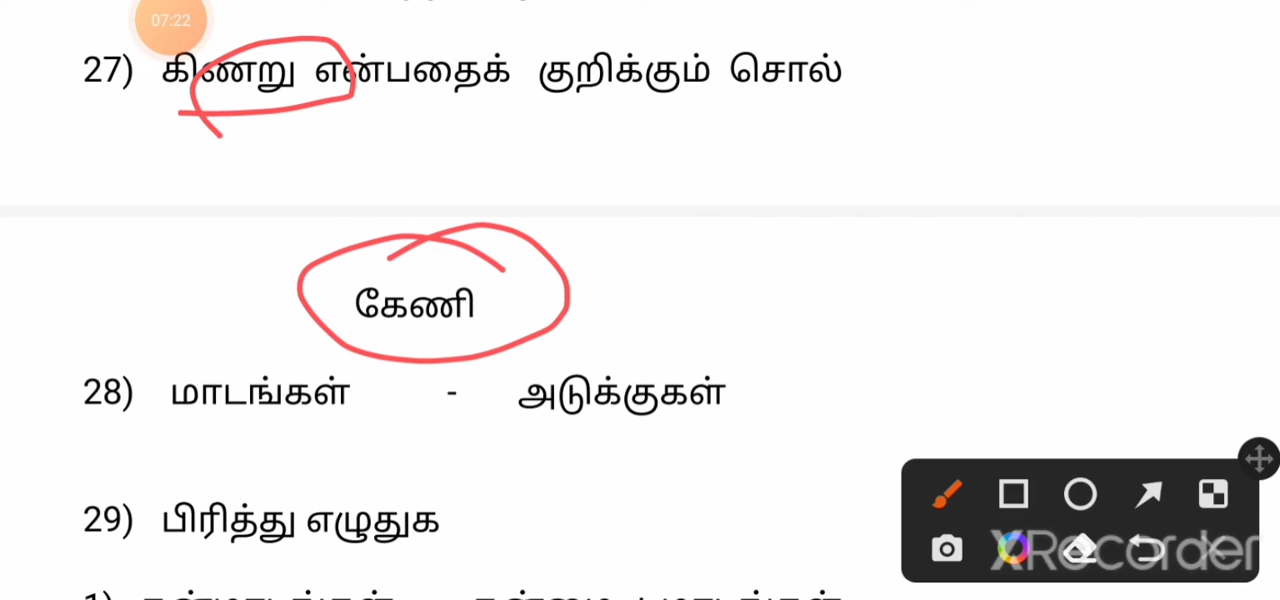 07:22
27) கிணறு என்பதைக் குறிக்கும் சொல்
கேணி
28) மாடங்கள் - அடுக்குகள்
29) பிரித்து எழுதுக
XRecorder